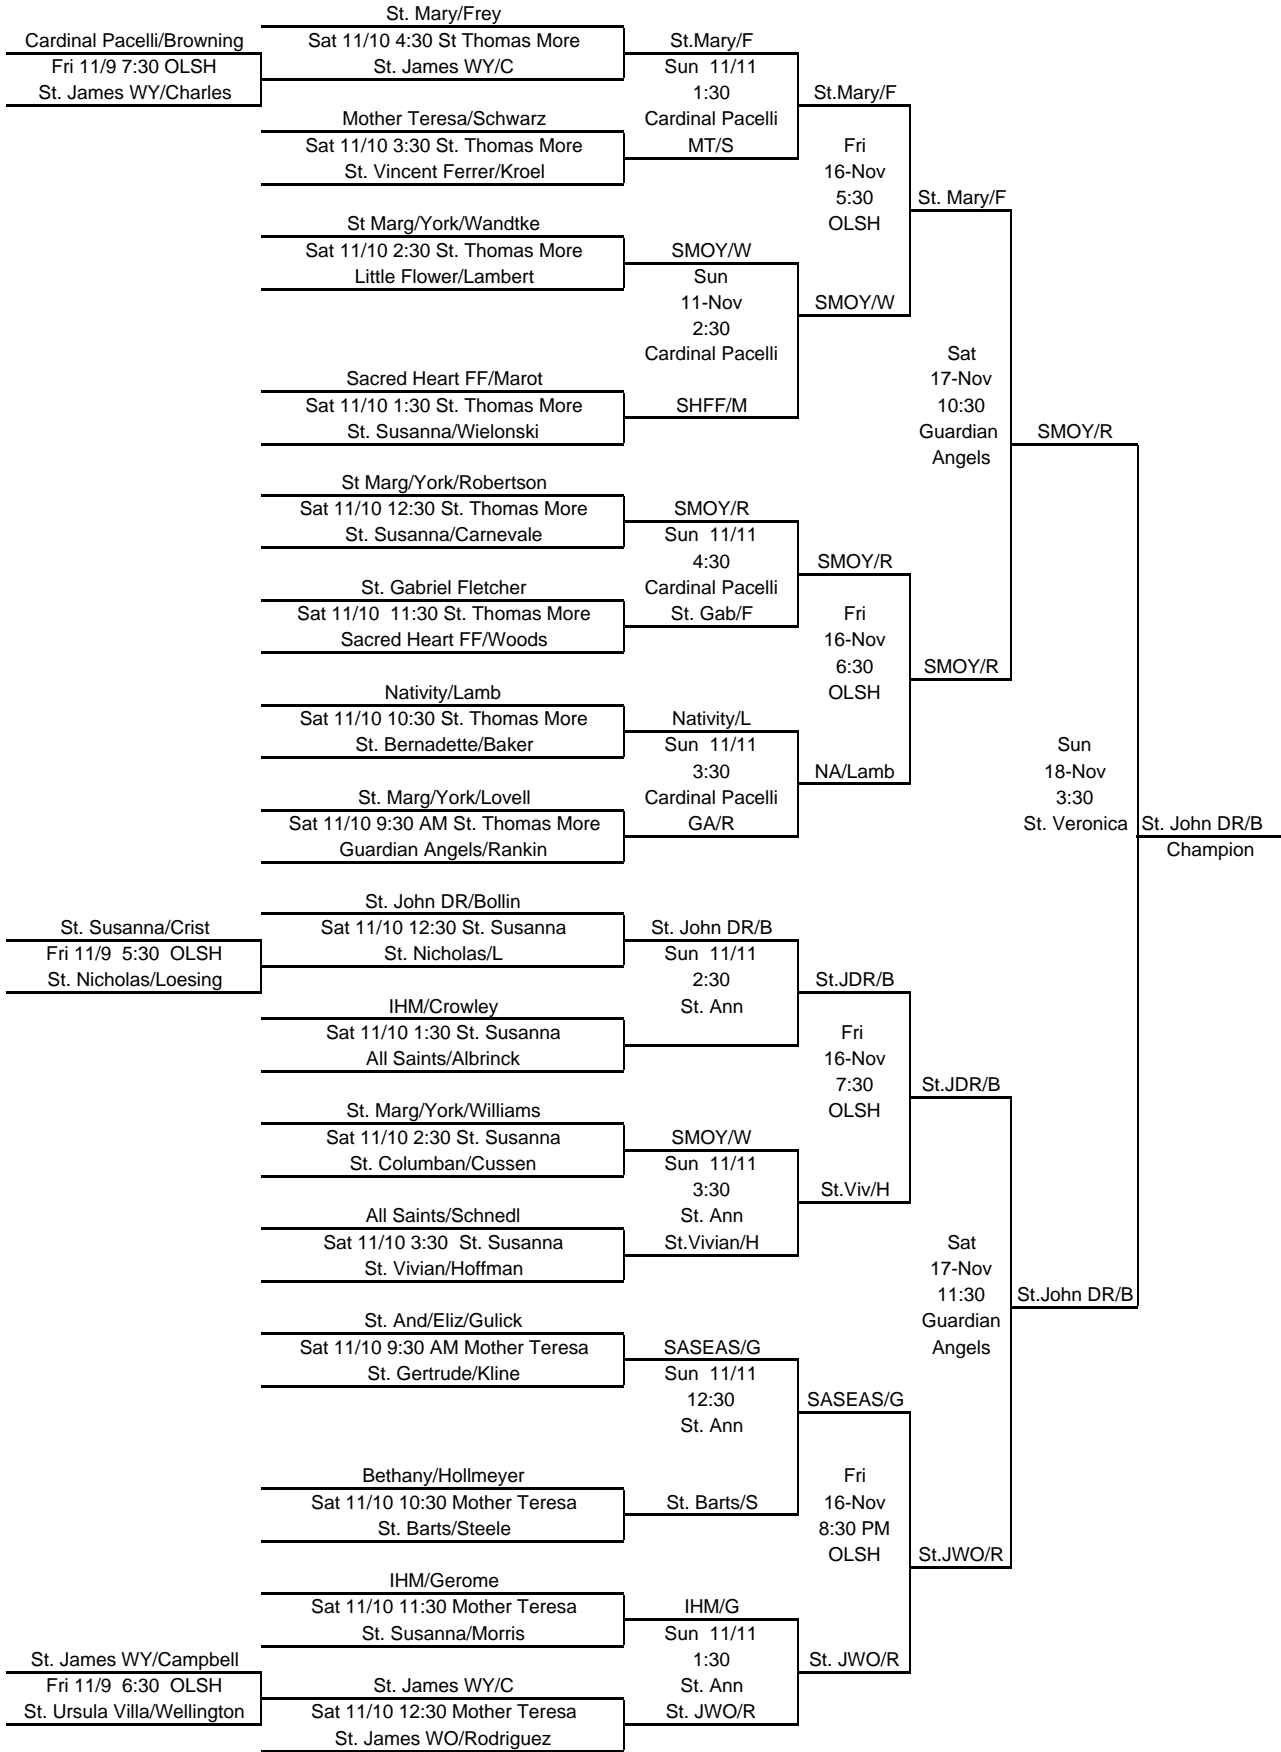 St. Mary/Frey
Cardinal Pacelli/Browning
Sat 11/10 4:30 St Thomas More
St.Mary/F
Fri 11/9 7:30 OLSH
St. James WY/C
Sun 11/11
St. James WY/Charles
1:30
St.Mary/F
Mother Teresa/Schwarz
Cardinal Pacelli
Sat 11/10 3:30 St. Thomas More
MT/S
Fri
St. Vincent Ferrer/Kroel
16-Nov
5:30
St. Mary/F
St Marg/York/Wandtke
OLSH
Sat 11/10 2:30 St. Thomas More
SMOY/W
Little Flower/Lambert
Sun
11-Nov
SMOY/W
2:30
Cardinal Pacelli
Sat
Sacred Heart FF/Marot
17-Nov
Sat 11/10 1:30 St. Thomas More
SHFF/M
10:30
St. Susanna/Wielonski
Guardian
SMOY/R
Angels
St Marg/York/Robertson
Sat 11/10 12:30 St. Thomas More
SMOY/R
St. Susanna/Carnevale
Sun 11/11
4:30
SMOY/R
St. Gabriel Fletcher
Cardinal Pacelli
Sat 11/10 11:30 St. Thomas More
St. Gab/F
Fri
Sacred Heart FF/Woods
16-Nov
6:30
SMOY/R
Nativity/Lamb
OLSH
Sat 11/10 10:30 St. Thomas More
Nativity/L
St. Bernadette/Baker
Sun 11/11
Sun
3:30
NA/Lamb
18-Nov
St. Marg/York/Lovell
Cardinal Pacelli
3:30
Sat 11/10 9:30 AM St. Thomas More
GA/R
St. Veronica
St. John DR/B
Guardian Angels/Rankin
Champion
St. John DR/Bollin
St. Susanna/Crist
Sat 11/10 12:30 St. Susanna
St. John DR/B
Fri 11/9 5:30 OLSH
St. Nicholas/L
Sun 11/11
St. Nicholas/Loesing
2:30
St.JDR/B
IHM/Crowley
St. Ann
Sat 11/10 1:30 St. Susanna
Fri
All Saints/Albrinck
16-Nov
7:30
St.JDR/B
St. Marg/York/Williams
OLSH
Sat 11/10 2:30 St. Susanna
SMOY/W
St. Columban/Cussen
Sun 11/11
3:30
St.Viv/H
All Saints/Schnedl
St. Ann
Sat 11/10 3:30 St. Susanna
St.Vivian/H
Sat
St. Vivian/Hoffman
17-Nov
11:30
St.John DR/B
St. And/Eliz/Gulick
Guardian
Sat 11/10 9:30 AM Mother Teresa
SASEAS/G
Angels
St. Gertrude/Kline
Sun 11/11
12:30
SASEAS/G
St. Ann
Bethany/Hollmeyer
Fri
Sat 11/10 10:30 Mother Teresa
St. Barts/S
16-Nov
St. Barts/Steele
8:30 PM
OLSH
St.JWO/R
IHM/Gerome
Sat 11/10 11:30 Mother Teresa
IHM/G
St. Susanna/Morris
Sun 11/11
St. James WY/Campbell
1:30
St. JWO/R
Fri 11/9 6:30 OLSH
St. James WY/C
St. Ann
St. Ursula Villa/Wellington
Sat 11/10 12:30 Mother Teresa
St. JWO/R
St. James WO/Rodriguez